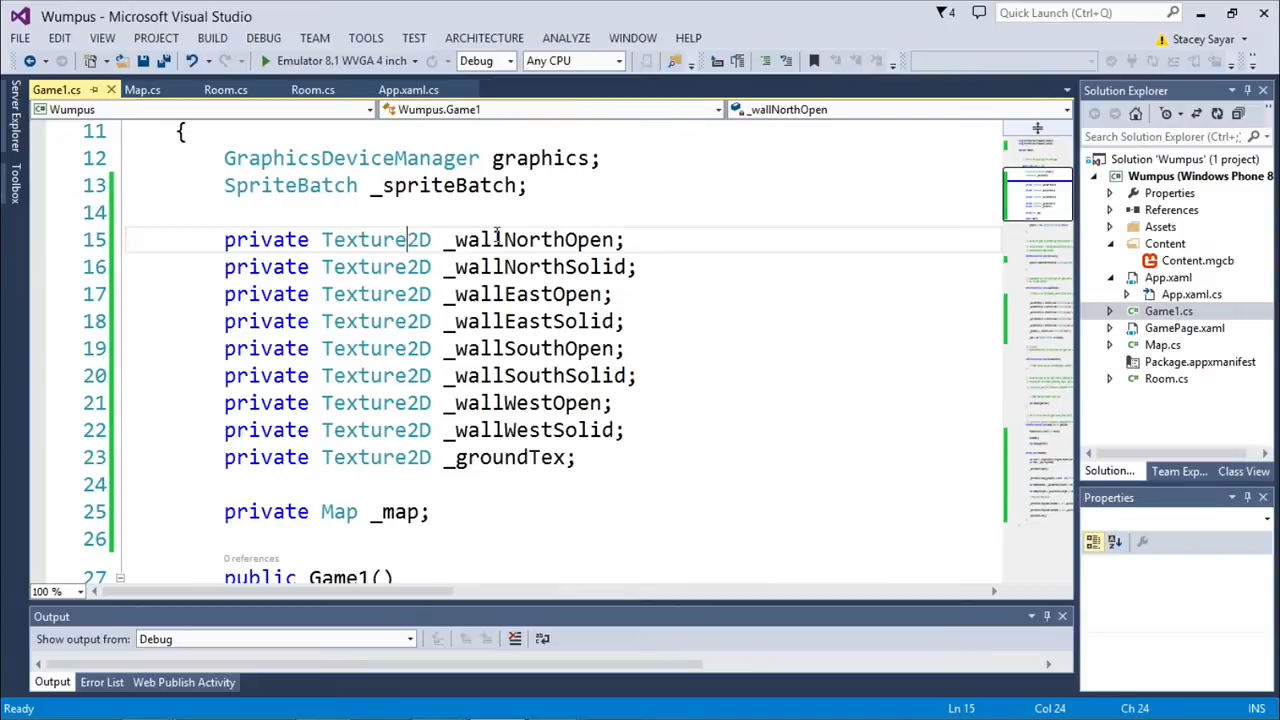 Wumpus - Microsoft Visual Studio
4
Quick Launch (Ctrl+Q)
FILE EDIT VIEW PROJECT BUILD DEBUG TEAM TOOLS TEST ARCHITECTURE ANALYZE WINDOW HELP
Stacey Sayar
Emulator 8.1 WVGA 4 inch Debug Any CPU
Server Explorer
Toolbox
Game1.cs Map.cs Room.cs Room.cs App.xaml.cs
Wumpus Wumpus.Game1 _wallNorthOpen
11 {
12 GraphicsDeviceManager graphics;
13 SpriteBatch _spriteBatch;
14
15 private Texture2D _wallNorthOpen;
16 private Texture2D _wallNorthSolid;
17 private Texture2D _wallEastOpen;
18 private Texture2D _wallEastSolid;
19 private Texture2D _wallSouthOpen;
20 private Texture2D _wallSouthSolid;
21 private Texture2D _wallWestOpen;
22 private Texture2D _wallWestSolid;
23 private Texture2D _groundTex;
24
25 private Map _map;
26
0 references
27 public Game1()
100 %
Solution Explorer
Search Solution Explorer (Ctrl+;)
Solution 'Wumpus' (1 project)
Wumpus (Windows Phone 8
Properties
References
Assets
Content
Content.mgcb
App.xaml
App.xaml.cs
Game1.cs
GamePage.xaml
Map.cs
Package.appxmanifest
Room.cs
Solution... Team Exp... Class View
Properties
Output
Show output from: Debug
Output Error List Web Publish Activity
Ready Ln 15 Col 24 Ch 24 INS